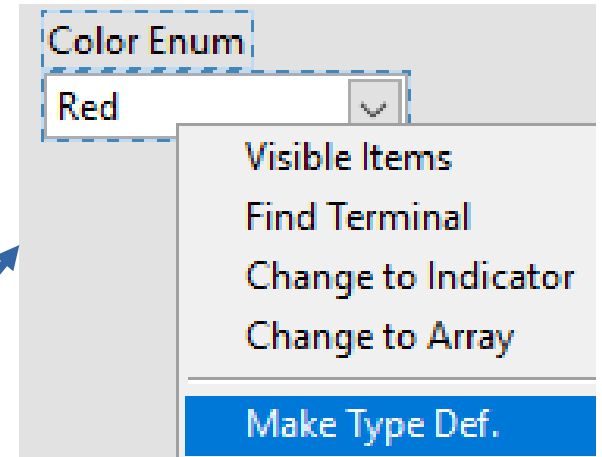 Color Enum
Red
Visible Items
Find Terminal
Change to Indicator
Change to Array
Make Type Def.